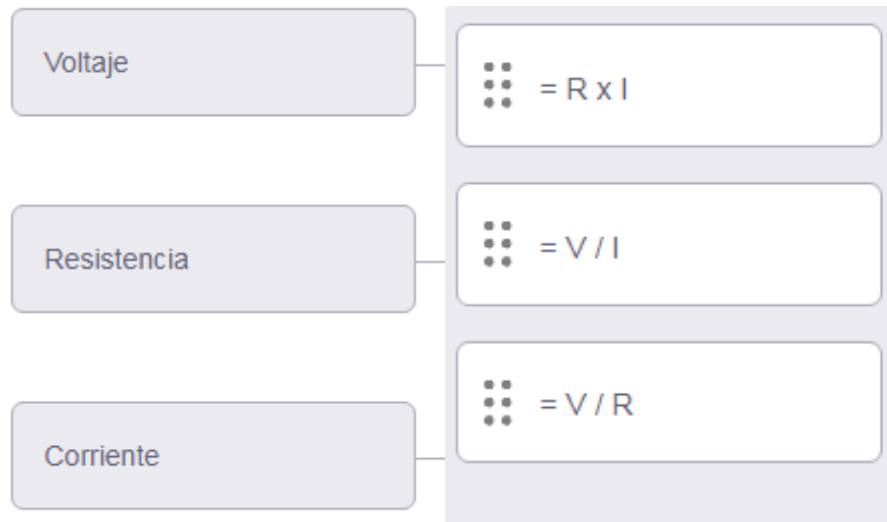 Voltaje
= R x I
Resistencia
= V / I
Corriente
= V / R